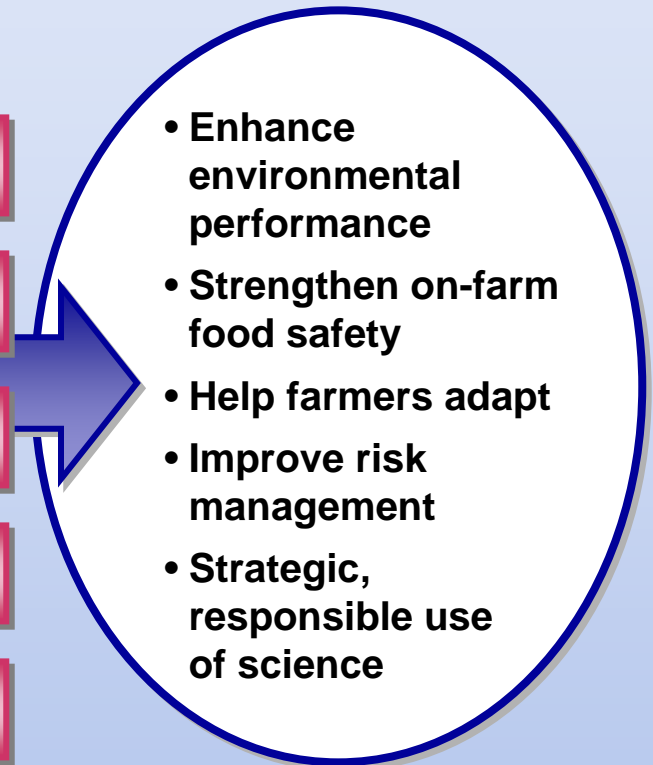 • Enhance
environmental
performance
• Strengthen on-farm
food safety
• Help farmers adapt
• Improve risk
management
• Strategic,
responsible use
of science